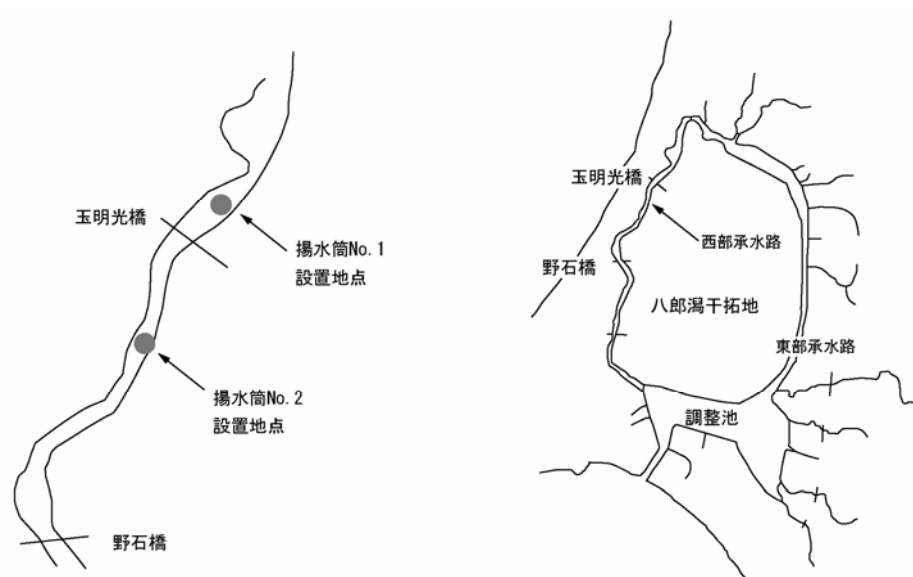 玉明光橋
揚水筒No.1
設置地点
揚水筒No.2
設置地点
野石橋
玉明光橋
西部承水路
野石橋
八郎潟干拓地
東部承水路
調整池